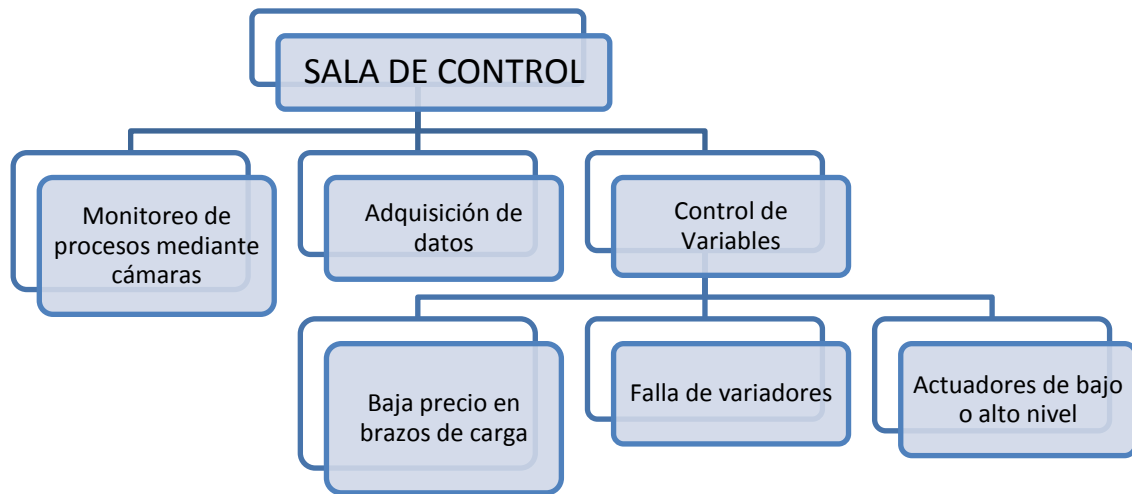 SALA DE CONTROL
Monitoreo de
procesos mediante
cámaras
Adquisición de
datos
Control de
Variables
Baja precio en
brazos de carga
Falla de variadores
Actuadores de bajo
o alto nivel